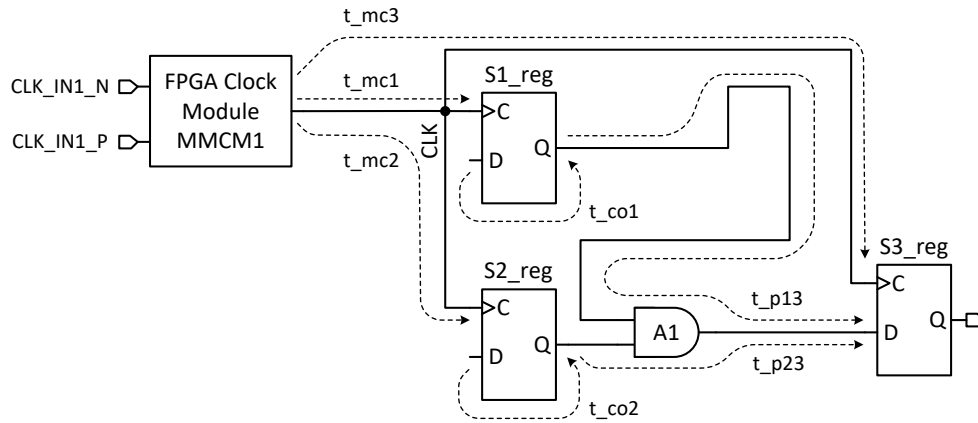 t_mc3
CLK_IN1_N
CLK_IN1_P
FPGA Clock
Module
MMCM1
t_mc1
t_mc2
CLK
S1_reg
C
Q
D
t_co1
S2_reg
C
Q
D
t_co2
A1
t_p13
t_p23
S3_reg
C
Q
D